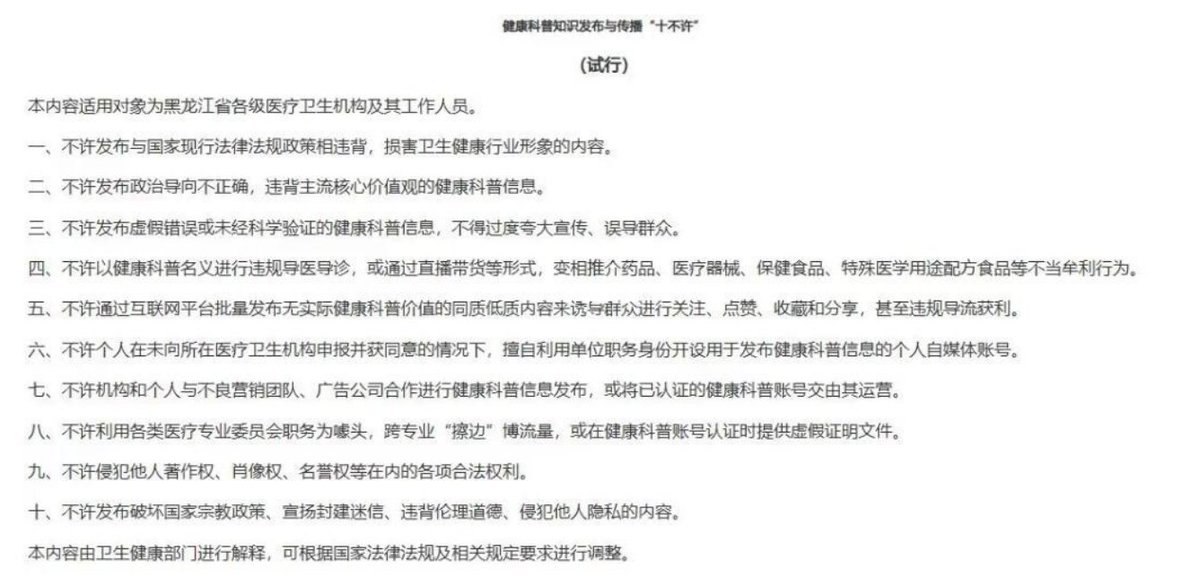 健康科普知识发布与传播“十不许”
（试行）
本内容适用对象为黑龙江省各级医疗卫生机构及其工作人员。
一、不许发布与国家现行法律法规政策相违背，损害卫生健康行业形象的内容。
二、不许发布政治导向不正确，违背主流核心价值观的健康科普信息。
三、不许发布虚假错误或未经科学验证的健康科普信息，不得过度夸大宣传、误导群众。
四、不许以健康科普名义进行违规导医导诊，或通过直播带货等形式，变相推介药品、医疗器械、保健食品、特殊医学用途配方食品等不当牟利行为。
五、不许通过互联网平台批量发布无实际健康科普价值的同质低质内容来诱导群众进行关注、点赞、收藏和分享，甚至违规导流获利。
六、不许个人在未向所在医疗卫生机构申报并获同意的情况下，擅自利用单位职务身份开设用于发布健康科普信息的个人自媒体账号。
七、不许机构和个人与不良营销团队、广告公司合作进行健康科普信息发布，或将已认证的健康科普账号交由其运营。
八、不许利用各类医疗专业委员会职务为噱头，跨专业“擦边”博流量，或在健康科普账号认证时提供虚假证明文件。
九、不许侵犯他人著作权、肖像权、名誉权等在内的各项合法权利。
十、不许发布破坏国家宗教政策、宣扬封建迷信、违背伦理道德、侵犯他人隐私的内容。
本内容由卫生健康部门进行解释，可根据国家法律法规及相关规定要求进行调整。